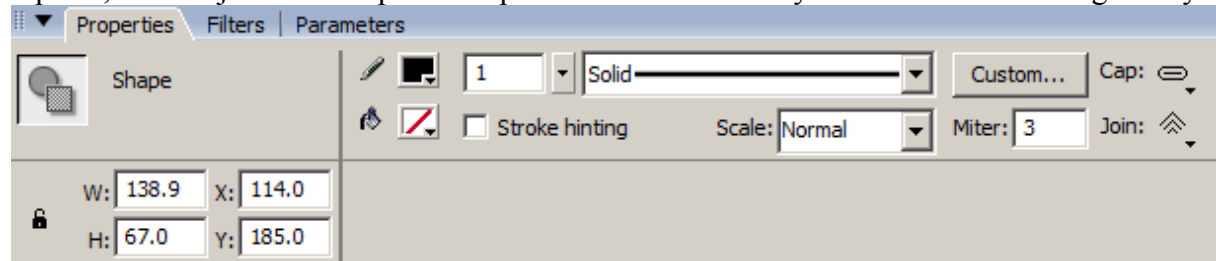 Properties Filters | Parameters
Shape
1 Solid Custom... Cap:
Stroke hinting Scale: Normal Miter: 3 Join:
W: 138.9 X: 114.0
H: 67.0 Y: 185.0